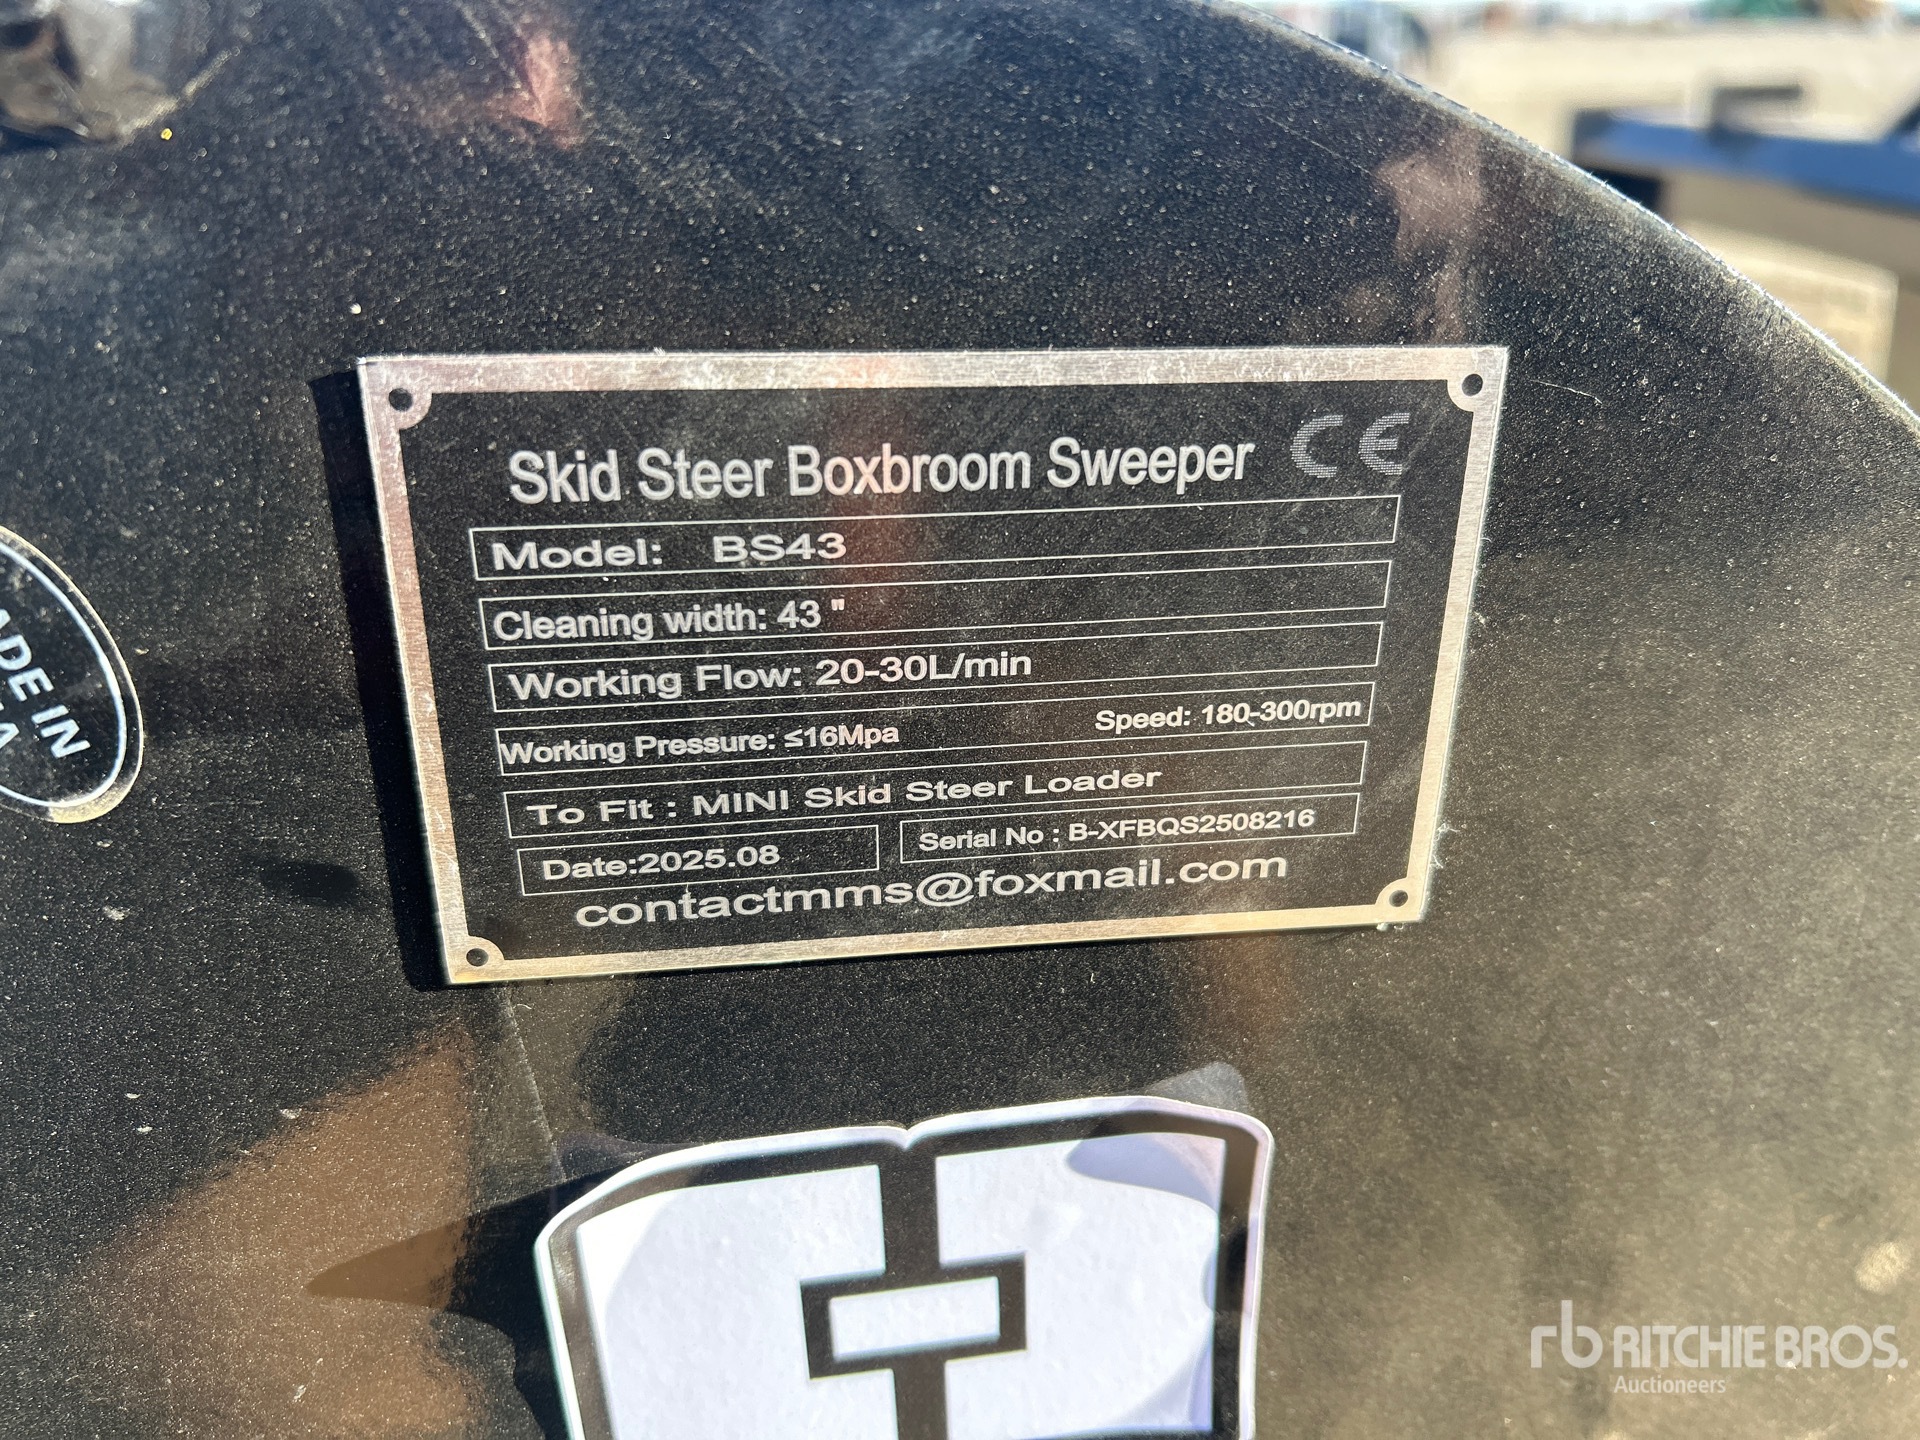 Skid Steer Boxbroom Sweeper CE
Model: BS43
Cleaning width: 43 "
Working Flow: 20-30L/min
Working Pressure: ≤16Mpa Speed: 180-300rpm
To Fit : MINI Skid Steer Loader
Date:2025.08 Serial No : B-XFBQS2508216
contactmms@foxmail.com
IN
rb RITCHIE BROS.
Auctioneers